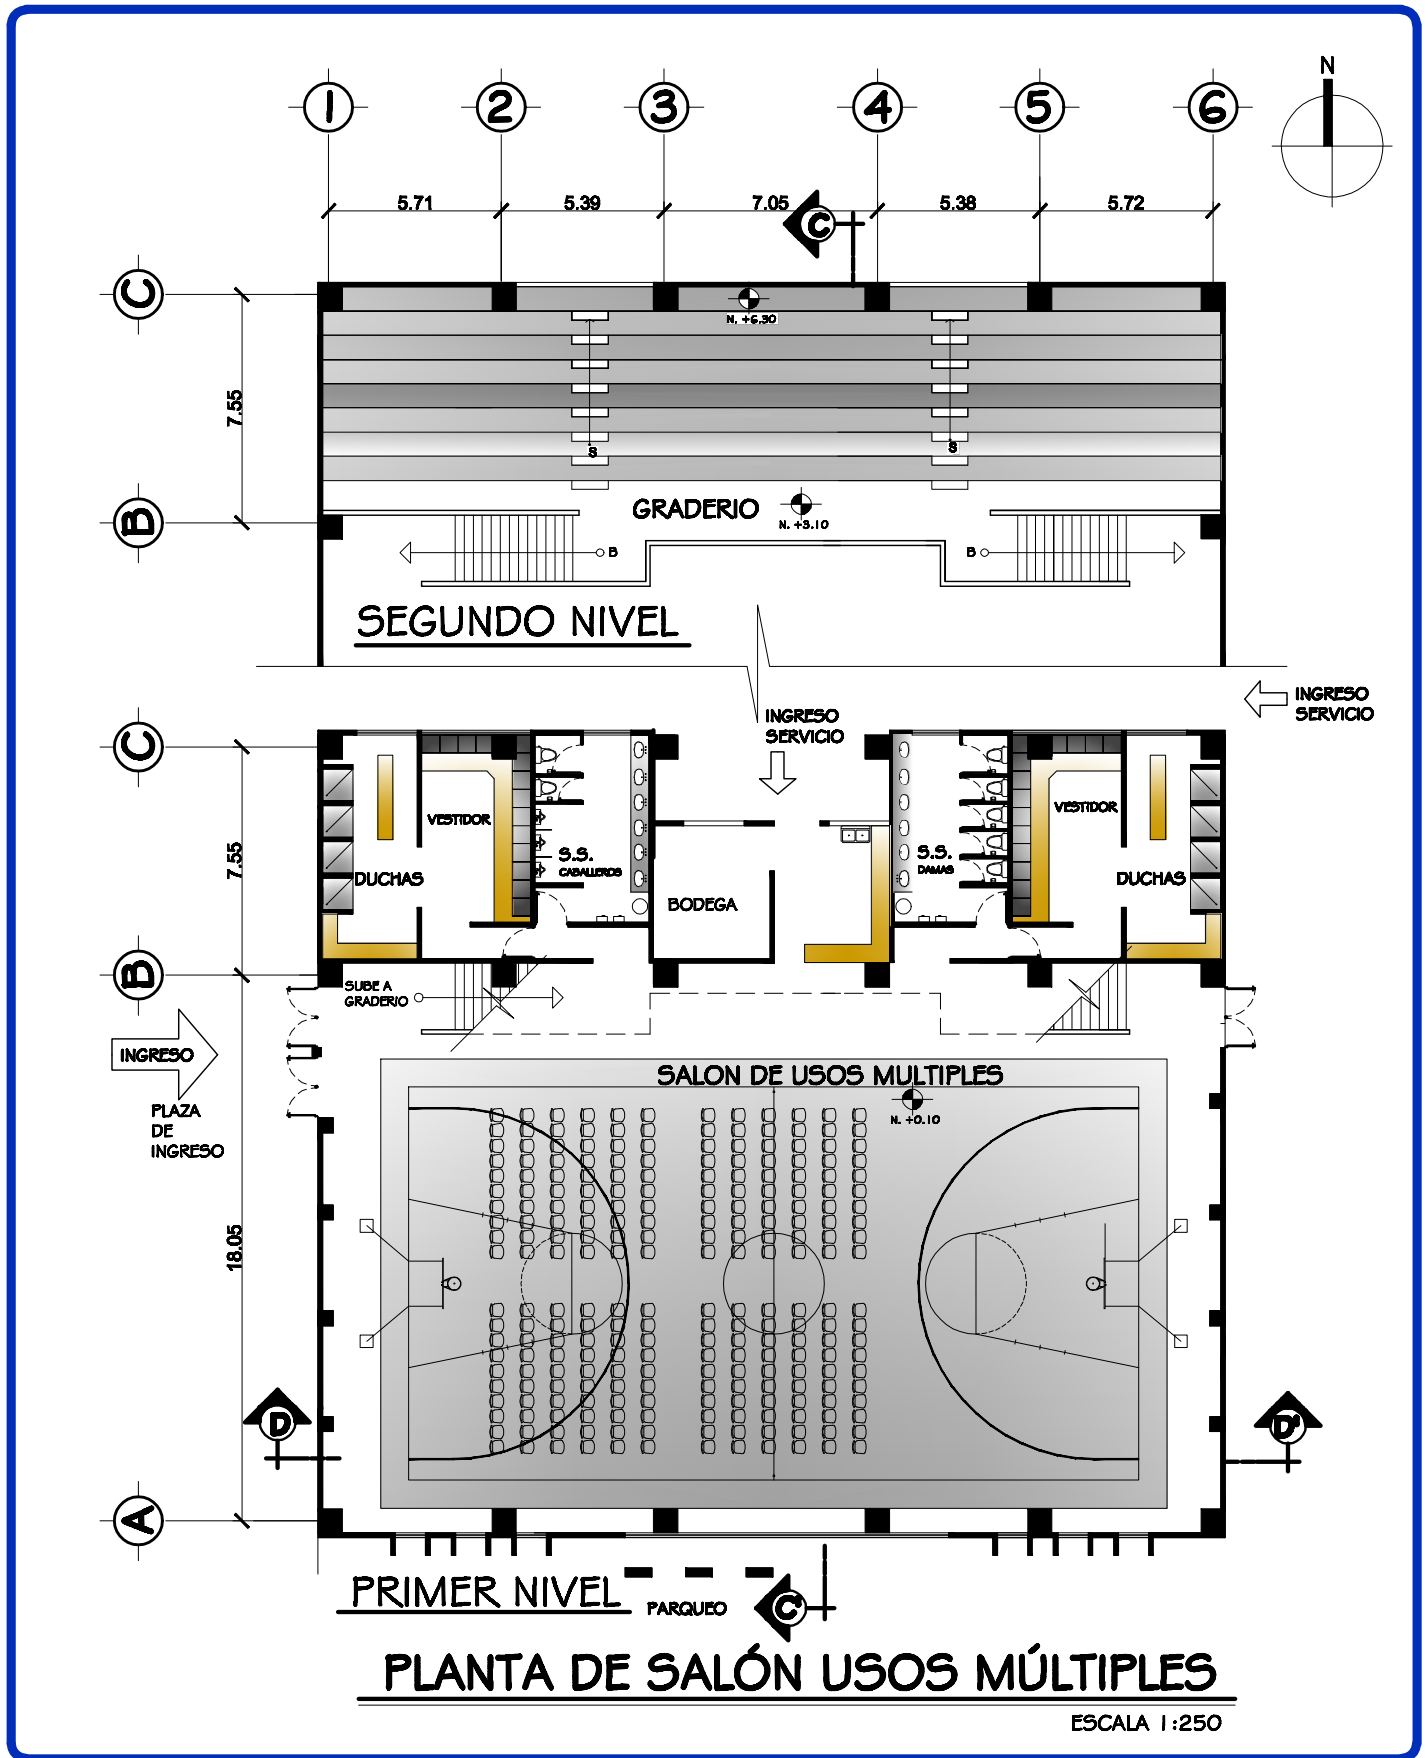 N
1 2 3 4 5 6
5.71 5.39 7.05 5.38 5.72
C
C
N. +6.30
7.55
S S
B
GRADERIO
N. +3.10
B B
SEGUNDO NIVEL
INGRESO
SERVICIO
INGRESO
SERVICIO
C
7.55
VESTIDOR
S.S.
CABALLEROS
DUCHAS
BODEGA
S.S.
DAMAS
VESTIDOR
DUCHAS
B
SUBE A
GRADERIO
INGRESO
PLAZA
DE
INGRESO
SALON DE USOS MULTIPLES
N. +0.10
18.05
D
D'
A
PRIMER NIVEL
PARQUEO
C'
PLANTA DE SALÓN USOS MÚLTIPLES
ESCALA 1:250